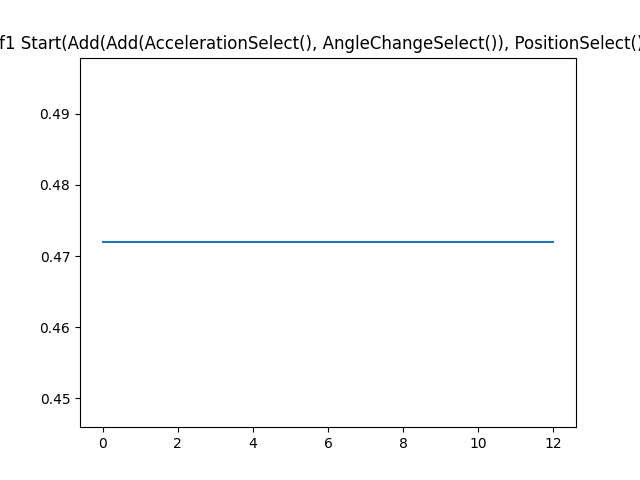 f1 Start(Add(Add(AccelerationSelect(), AngleChangeSelect()), PositionSelect()
0.49
0.48
0.47
0.46
0.45
0 2 4 6 8 10 12